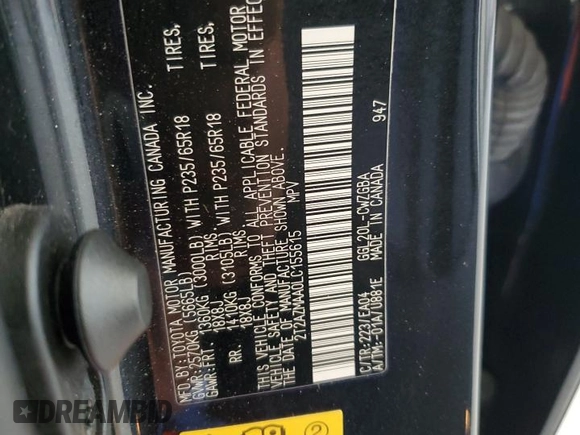 MFD.BY:TOYOTA MOTOR MANUFACTURING CANADA INC.
GVWR:2570KG (5665LB)
GAWR:FRT. 1360KG (3000LB) WITH P235/65R18 TIRES,
18X8J RIMS
RR. 1410KG (3105LB) WITH P235/65R18 TIRES,
18X8J RIMS
THIS VEHICLE CONFORMS TO ALL APPLICABLE FEDERAL MOTOR
VEHICLE SAFETY AND THEFT PREVENTION STANDARDS IN EFFECT
ON THE DATE OF MANUFACTURE SHOWN ABOVE.
2T2AZMAA0LC155615 MPV
C/TR:223/EA04 GGL20L-CWZGBA
C/TM:-01A/U881E MADE IN CANADA 947
2
DREAMBID